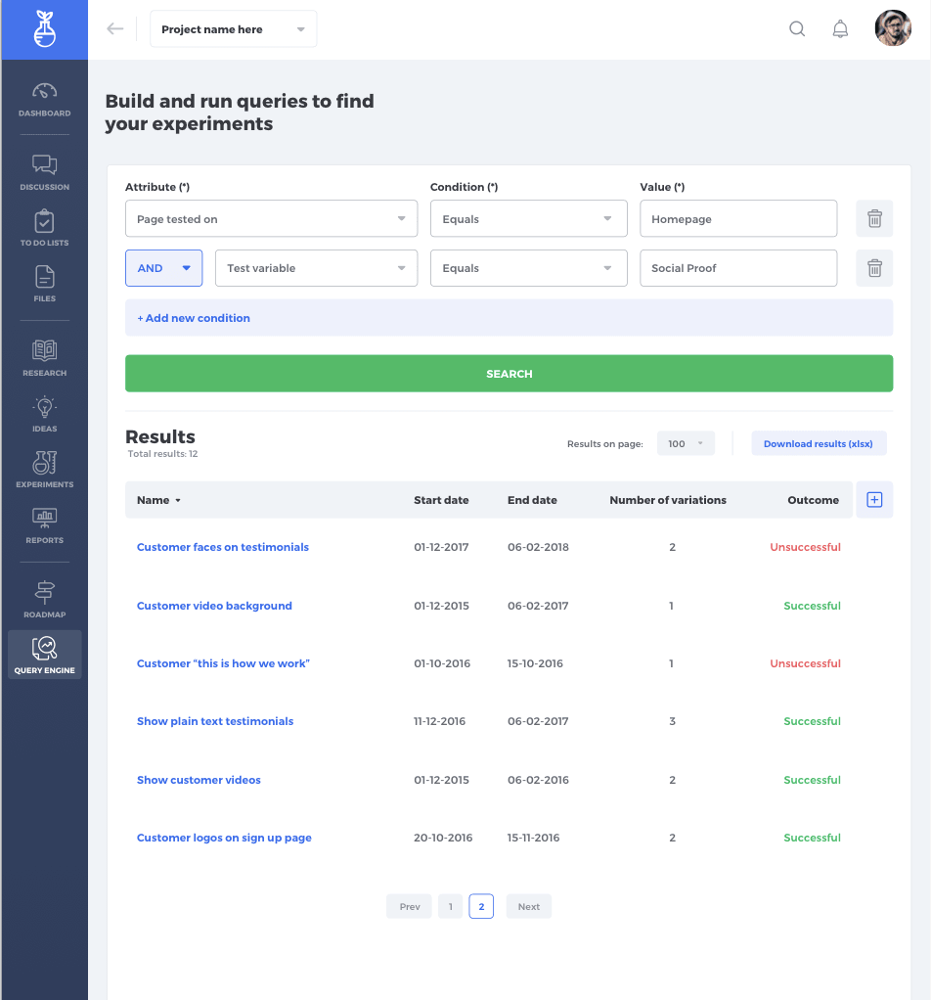 Project name here
DASHBOARD
DISCUSSION
TO DO LISTS
FILES
RESEARCH
IDEAS
EXPERIMENTS
REPORTS
ROADMAP
QUERY ENGINE
Build and run queries to find
your experiments
Attribute (*) Condition (*) Value (*)
Page tested on Equals Homepage
AND Test variable Equals Social Proof
+ Add new condition
SEARCH
Results
Total results: 12
Results on page: 100 Download results (xlsx)
Name Start date End date Number of variations Outcome
Customer faces on testimonials 01-12-2017 06-02-2018 2 Unsuccessful
Customer video background 01-12-2015 06-02-2017 1 Successful
Customer “this is how we work” 01-10-2016 15-10-2016 1 Unsuccessful
Show plain text testimonials 11-12-2016 06-02-2017 3 Successful
Show customer videos 01-12-2015 06-02-2016 2 Successful
Customer logos on sign up page 20-10-2016 15-11-2016 2 Successful
Prev 1 2 Next